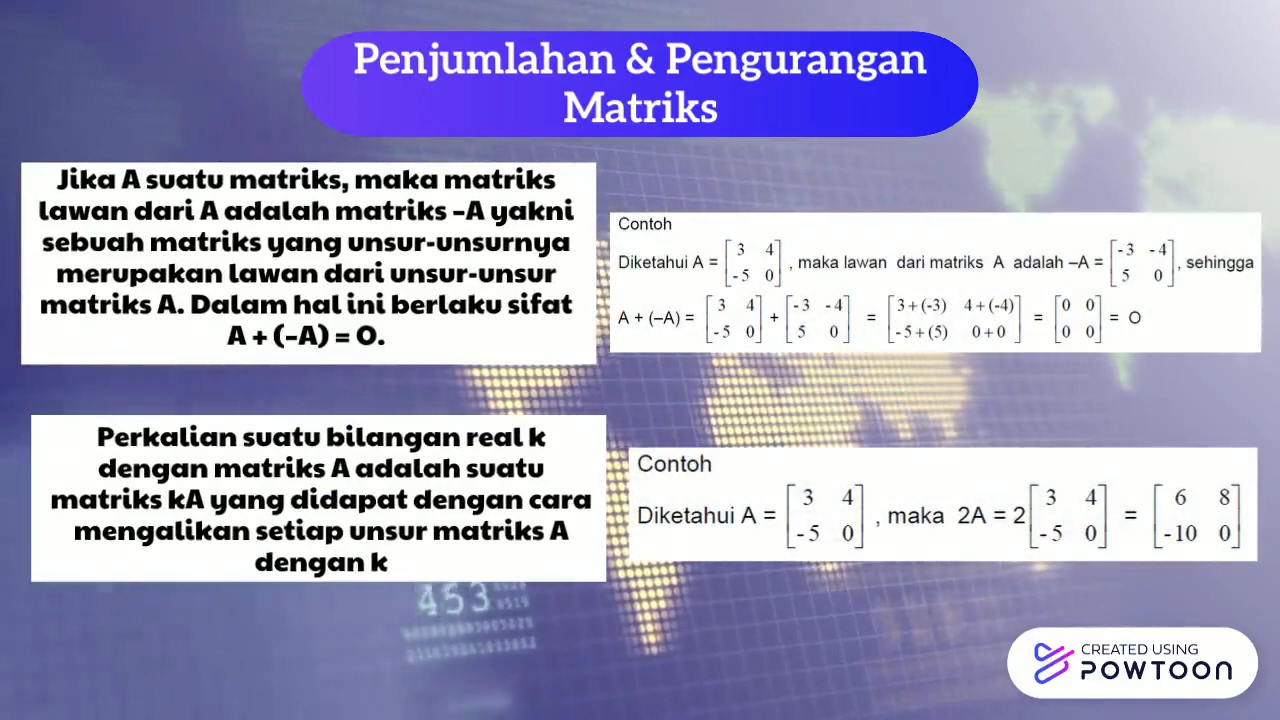 Penjumlahan & Pengurangan
Matriks
Jika A suatu matriks, maka matriks
lawan dari A adalah matriks –A yakni
sebuah matriks yang unsur-unsurnya
merupakan lawan dari unsur-unsur
matriks A. Dalam hal ini berlaku sifat
A + (–A) = O.
Contoh
Diketahui A = [3 4
-5 0] , maka lawan dari matriks A adalah –A = [-3 -4
5 0], sehingga
A + (–A) = [3 4
-5 0] + [-3 -4
5 0] = [3+(-3) 4+(-4)
-5+(5) 0+0] = [0 0
0 0] = O
Perkalian suatu bilangan real k
dengan matriks A adalah suatu
matriks kA yang didapat dengan cara
mengalikan setiap unsur matriks A
dengan k
Contoh
Diketahui A = [3 4
-5 0] , maka 2A = 2[3 4
-5 0] = [6 8
-10 0]
453
CREATED USING
POWTOON